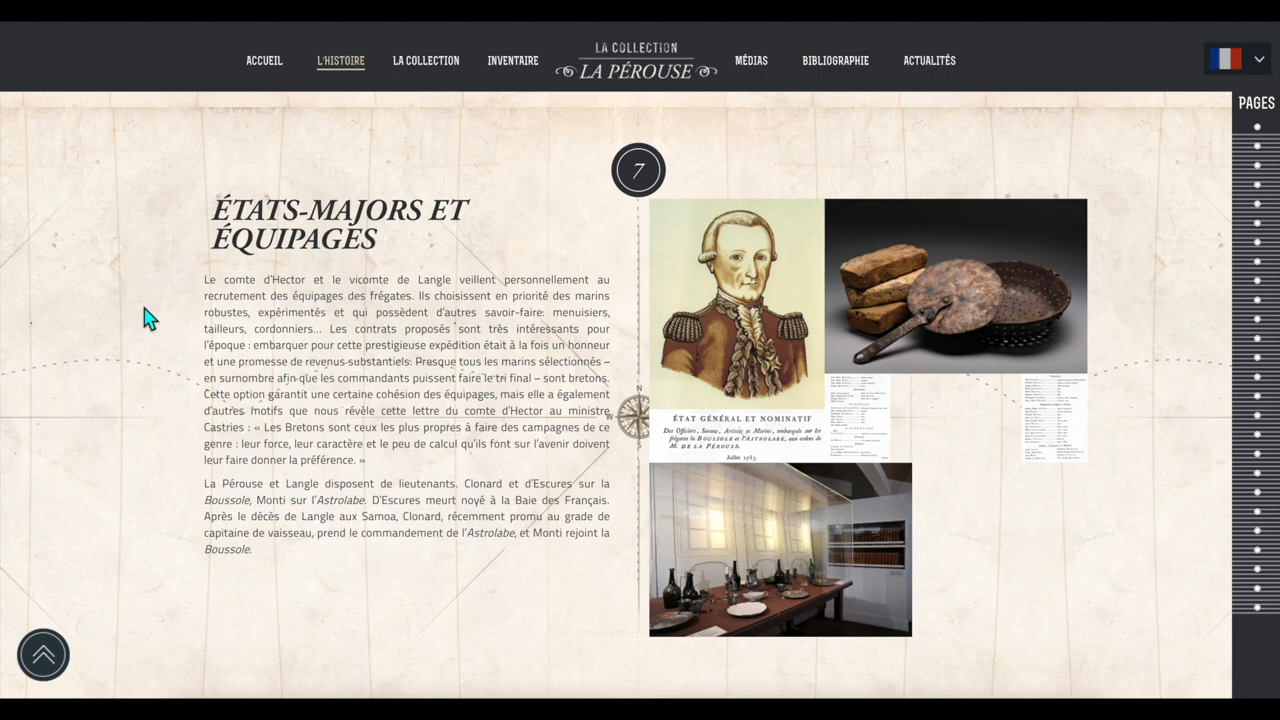 LA COLLECTION
LA PÉROUSE
ACCUEIL
L'HISTOIRE
LA COLLECTION
INVENTAIRE
MÉDIAS
BIBLIOGRAPHIE
ACTUALITÉS
PAGES
7
ÉTATS-MAJORS ET
ÉQUIPAGES
Le comte d'Hector et le vicomte de Langle veillent personnellement au
recrutement des équipages des frégates. Ils choisissent en priorité des marins
robustes, expérimentés et qui possèdent d'autres savoir-faire: menuisiers,
tailleurs, cordonniers... Les contrats proposés sont très intéressants pour
l'époque : embarquer pour cette prestigieuse expédition était à la fois un honneur
et une promesse de revenus substantiels. Presque tous les marins sélectionnés –
en surnombre afin que les commandants puissent faire le tri final – sont bretons.
Cette option garantit une bonne cohésion des équipages mais elle a également
d'autres motifs que nous livre cette lettre du comte d'Hector au ministre
Castries : « Les Bretons sont les plus propres à faire des campagnes de ce
genre : leur force, leur caractère et le peu de calcul qu'ils font sur l'avenir doivent
leur faire donner la préférence. »
La Pérouse et Langle disposent de lieutenants. Clonard et d'Escures sur la
Boussole, Monti sur l'Astrolabe. D'Escures meurt noyé à la Baie des Français.
Après le décès de Langle aux Samoa, Clonard, récemment promu au grade de
capitaine de vaisseau, prend le commandement de l'Astrolabe, et Monti rejoint la
Boussole.
ÉTAT GÉNÉRAL ET NOMINATIF
Des Officiers, Savans, Artistes et Marins, embarqués sur les
frégates la BOUSSOLE et l'ASTROLABE, aux ordres
de M. DE LA PÉROUSE.
Juillet